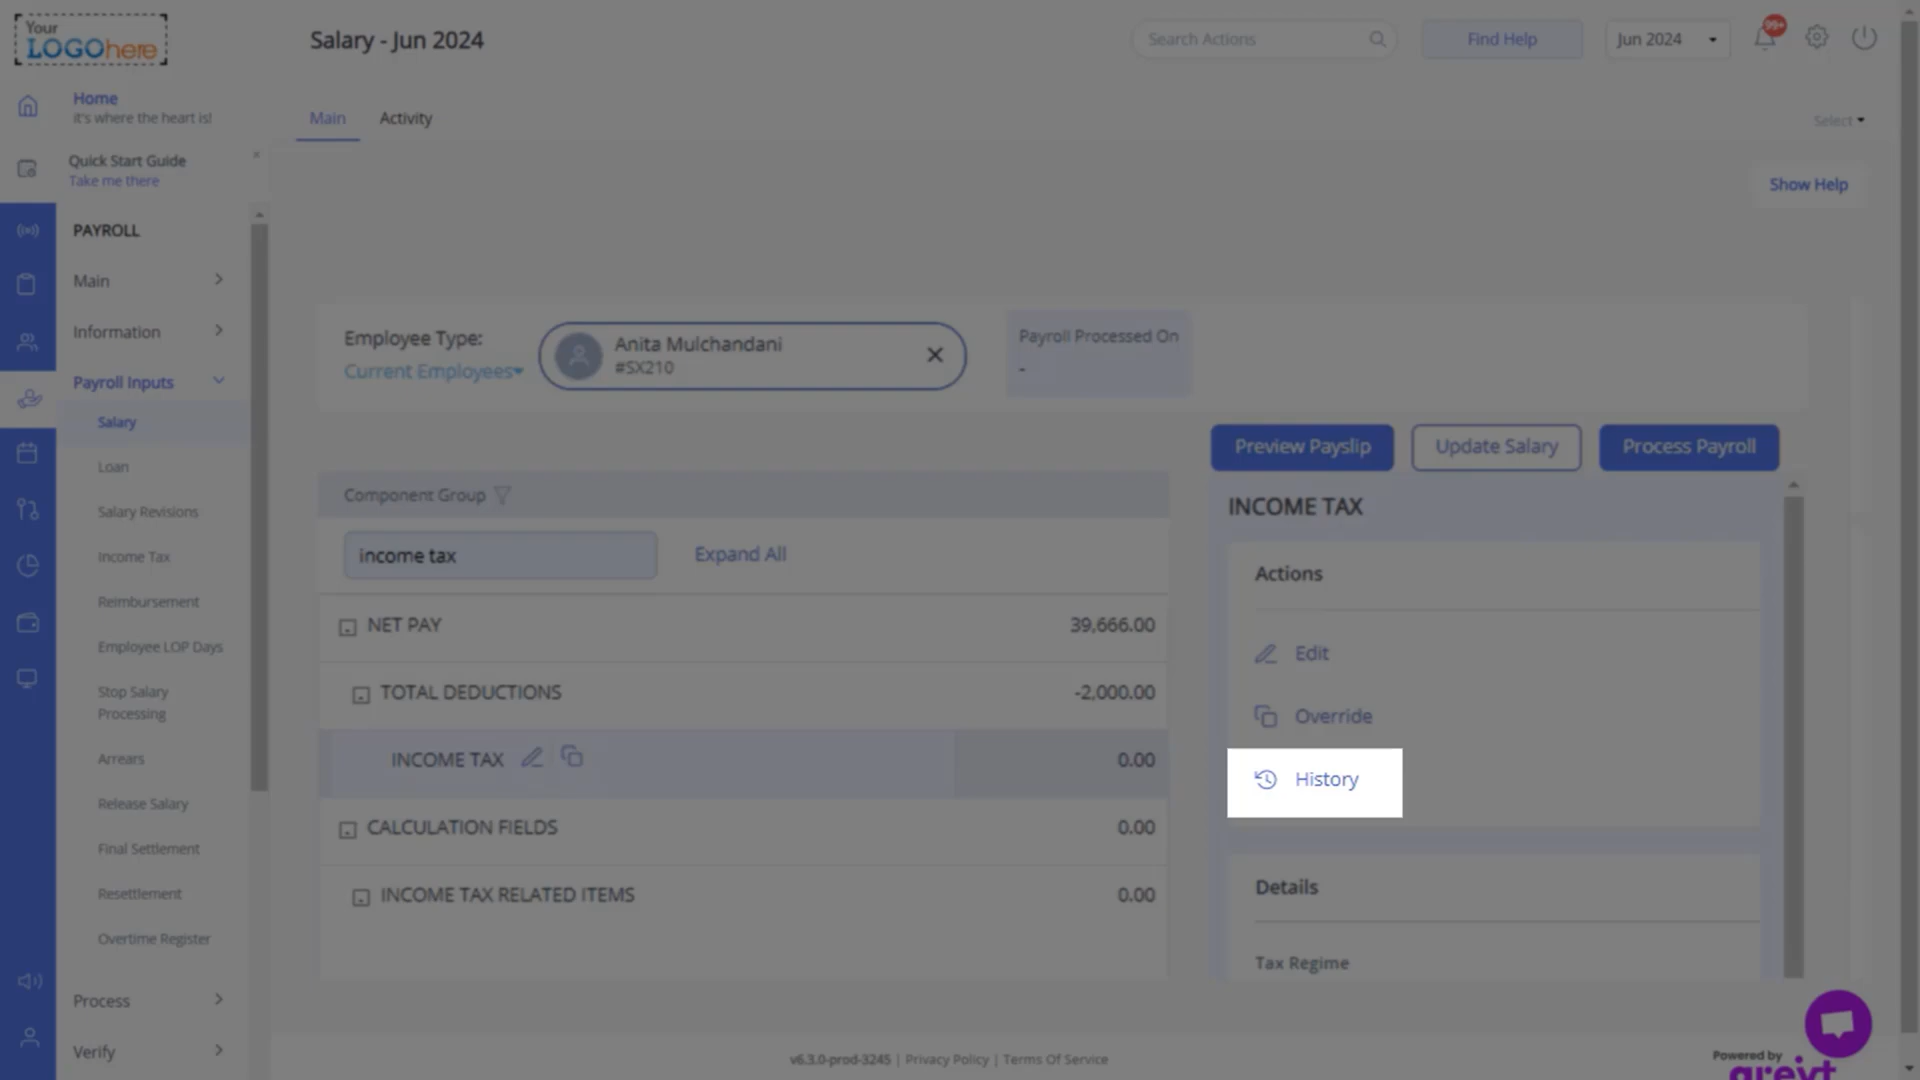 Your
LOGOhere
Salary - Jun 2024
Search Actions
Find Help
Jun 2024
99+
Home
it's where the heart is!
Main
Activity
Select
Quick Start Guide
Take me there
Show Help
PAYROLL
Main
Information
Payroll Inputs
Salary
Loan
Salary Revisions
Income Tax
Reimbursement
Employee LOP Days
Stop Salary
Processing
Arrears
Release Salary
Final Settlement
Resettlement
Overtime Register
Process
Verify
Employee Type:
Current Employees
Anita Mulchandani
#SX210
Payroll Processed On
-
Preview Payslip
Update Salary
Process Payroll
Component Group
income tax
Expand All
NET PAY 39,666.00
TOTAL DEDUCTIONS -2,000.00
INCOME TAX 0.00
CALCULATION FIELDS 0.00
INCOME TAX RELATED ITEMS 0.00
INCOME TAX
Actions
Edit
Override
History
Details
Tax Regime
v6.3.0-prod-3245 | Privacy Policy | Terms Of Service
Powered by
greyt